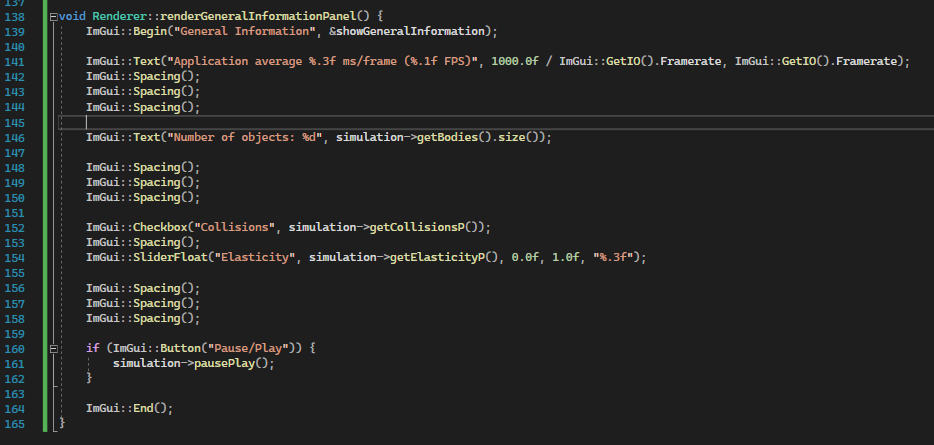 137
138 void Renderer::renderGeneralInformationPanel() {
139 ImGui::Begin("General Information", &showGeneralInformation);
140
141 ImGui::Text("Application average %.3f ms/frame (%.1f FPS)", 1000.0f / ImGui::GetIO().Framerate, ImGui::GetIO().Framerate);
142 ImGui::Spacing();
143 ImGui::Spacing();
144 ImGui::Spacing();
145
146 ImGui::Text("Number of objects: %d", simulation->getBodies().size());
147
148 ImGui::Spacing();
149 ImGui::Spacing();
150 ImGui::Spacing();
151
152 ImGui::Checkbox("Collisions", simulation->getCollisionsP());
153 ImGui::Spacing();
154 ImGui::SliderFloat("Elasticity", simulation->getElasticityP(), 0.0f, 1.0f, "%.3f");
155
156 ImGui::Spacing();
157 ImGui::Spacing();
158 ImGui::Spacing();
159
160 if (ImGui::Button("Pause/Play")) {
161 simulation->pausePlay();
162 }
163
164 ImGui::End();
165 }